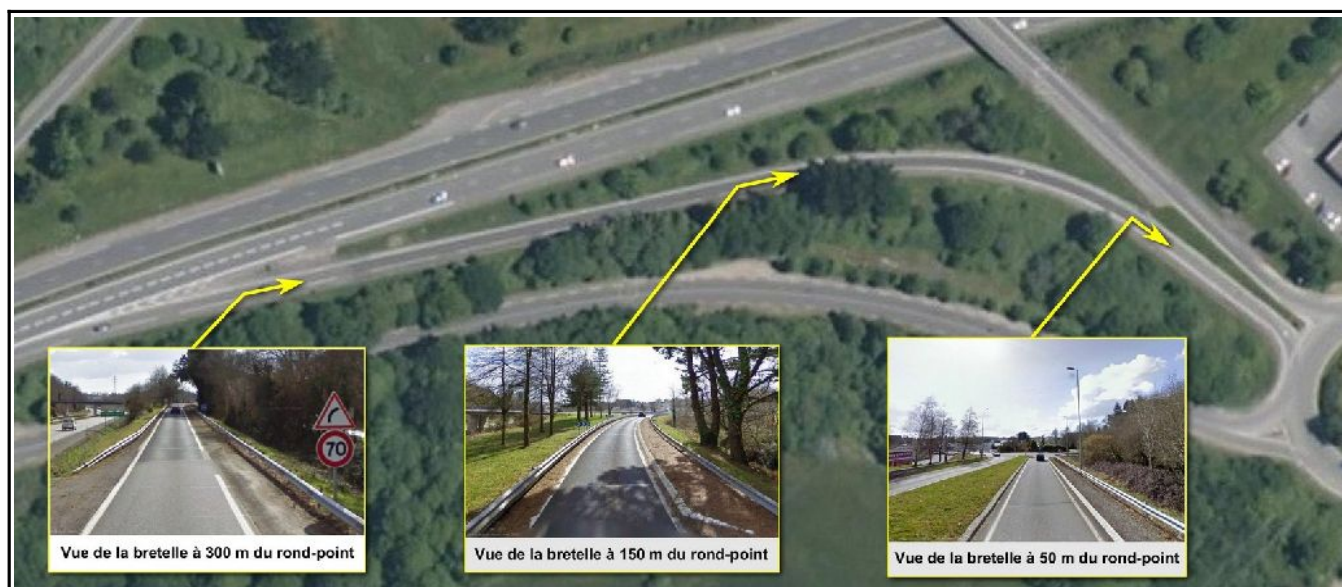 70
Vue de la bretelle à 300 m du rond-point
Vue de la bretelle à 150 m du rond-point
Vue de la bretelle à 50 m du rond-point